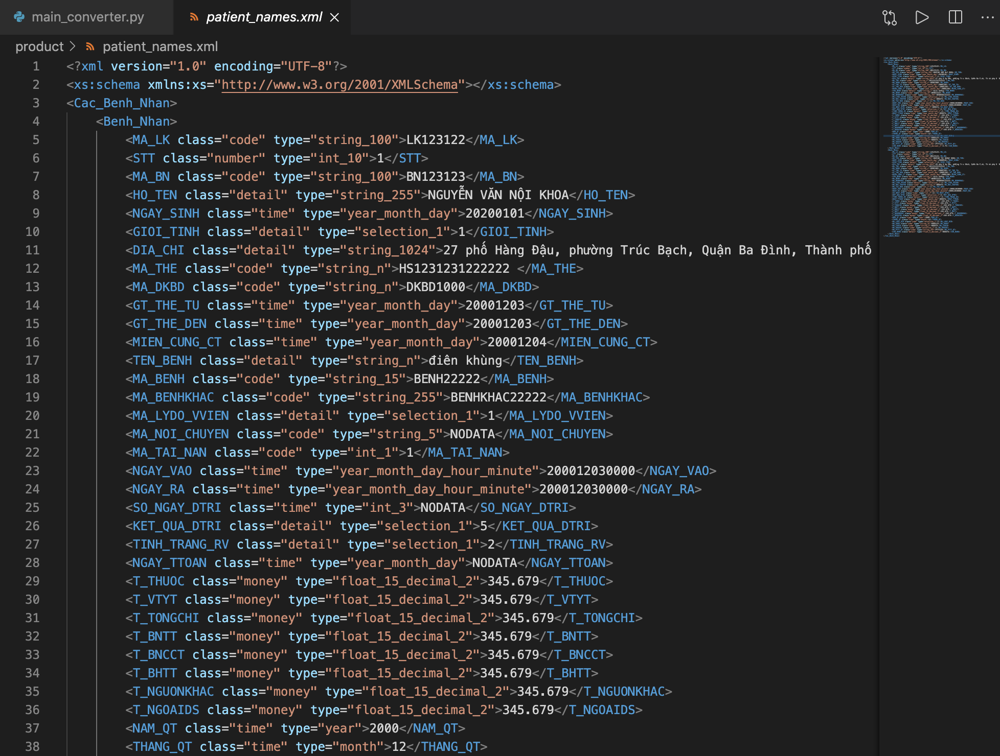 main_converter.py
patient_names.xml
product > patient_names.xml
1 <?xml version="1.0" encoding="UTF-8"?>
2 <xs:schema xmlns:xs="http://www.w3.org/2001/XMLSchema"></xs:schema>
3 <Cac_Benh_Nhan>
4 <Benh_Nhan>
5 <MA_LK class="code" type="string_100">LK123122</MA_LK>
6 <STT class="number" type="int_10">1</STT>
7 <MA_BN class="code" type="string_100">BN123123</MA_BN>
8 <HO_TEN class="detail" type="string_255">NGUYỄN VĂN NỘI KHOA</HO_TEN>
9 <NGAY_SINH class="time" type="year_month_day">20200101</NGAY_SINH>
10 <GIOI_TINH class="detail" type="selection_1">1</GIOI_TINH>
11 <DIA_CHI class="detail" type="string_1024">27 phố Hàng Đậu, phường Trúc Bạch, Quận Ba Đình, Thành phố
12 <MA_THE class="code" type="string_n">HS1231231222222 </MA_THE>
13 <MA_DKBD class="code" type="string_n">DKBD1000</MA_DKBD>
14 <GT_THE_TU class="time" type="year_month_day">20001203</GT_THE_TU>
15 <GT_THE_DEN class="time" type="year_month_day">20001203</GT_THE_DEN>
16 <MIEN_CUNG_CT class="time" type="year_month_day">20001204</MIEN_CUNG_CT>
17 <TEN_BENH class="detail" type="string_n">điên khùng</TEN_BENH>
18 <MA_BENH class="code" type="string_15">BENH22222</MA_BENH>
19 <MA_BENHKHAC class="code" type="string_255">BENHKHAC22222</MA_BENHKHAC>
20 <MA_LYDO_VVIEN class="detail" type="selection_1">1</MA_LYDO_VVIEN>
21 <MA_NOI_CHUYEN class="code" type="string_5">NODATA</MA_NOI_CHUYEN>
22 <MA_TAI_NAN class="code" type="int_1">1</MA_TAI_NAN>
23 <NGAY_VAO class="time" type="year_month_day_hour_minute">200012030000</NGAY_VAO>
24 <NGAY_RA class="time" type="year_month_day_hour_minute">200012030000</NGAY_RA>
25 <SO_NGAY_DTRI class="time" type="int_3">NODATA</SO_NGAY_DTRI>
26 <KET_QUA_DTRI class="detail" type="selection_1">5</KET_QUA_DTRI>
27 <TINH_TRANG_RV class="detail" type="selection_1">2</TINH_TRANG_RV>
28 <NGAY_TTOAN class="time" type="year_month_day">NODATA</NGAY_TTOAN>
29 <T_THUOC class="money" type="float_15_decimal_2">345.679</T_THUOC>
30 <T_VTYT class="money" type="float_15_decimal_2">345.679</T_VTYT>
31 <T_TONGCHI class="money" type="float_15_decimal_2">345.679</T_TONGCHI>
32 <T_BNTT class="money" type="float_15_decimal_2">345.679</T_BNTT>
33 <T_BNCCT class="money" type="float_15_decimal_2">345.679</T_BNCCT>
34 <T_BHTT class="money" type="float_15_decimal_2">345.679</T_BHTT>
35 <T_NGUONKHAC class="money" type="float_15_decimal_2">345.679</T_NGUONKHAC>
36 <T_NGOAIDS class="money" type="float_15_decimal_2">345.679</T_NGOAIDS>
37 <NAM_QT class="time" type="year">2000</NAM_QT>
38 <THANG_QT class="time" type="month">12</THANG_QT>